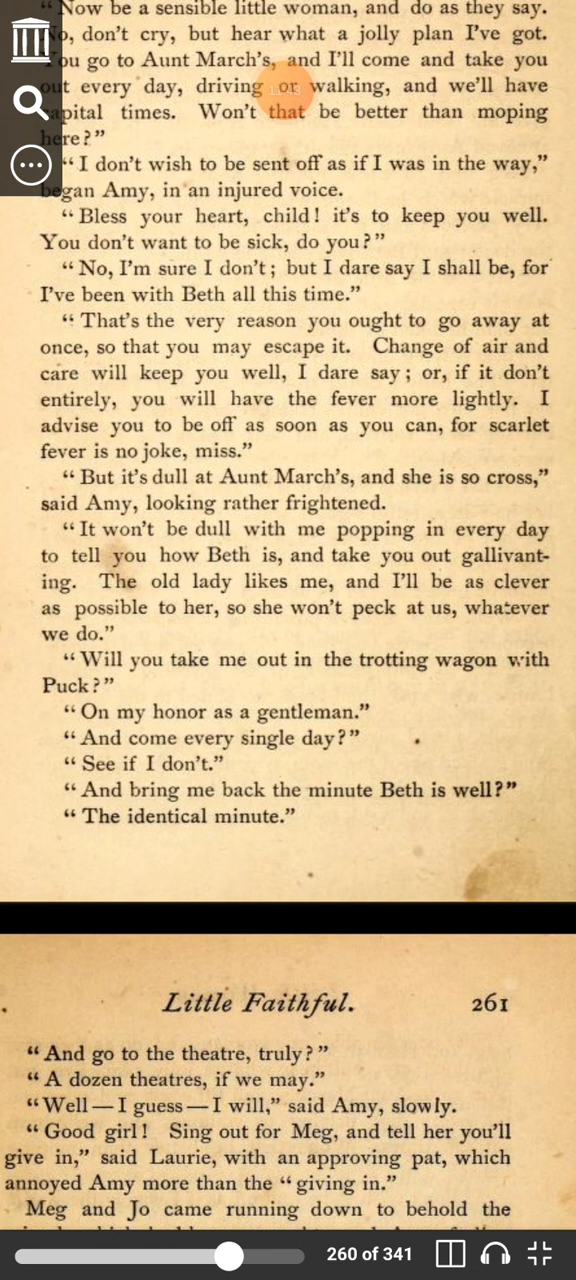 “ Now be a sensible little woman, and do as they say.
No, don’t cry, but hear what a jolly plan I’ve got.
You go to Aunt March’s, and I’ll come and take you
out every day, driving or walking, and we’ll have
capital times. Won’t that be better than moping
here?”
“ I don’t wish to be sent off as if I was in the way,”
began Amy, in an injured voice.
“ Bless your heart, child! it’s to keep you well.
You don’t want to be sick, do you?”
“ No, I’m sure I don’t; but I dare say I shall be, for
I’ve been with Beth all this time.”
“ That’s the very reason you ought to go away at
once, so that you may escape it. Change of air and
care will keep you well, I dare say; or, if it don’t
entirely, you will have the fever more lightly. I
advise you to be off as soon as you can, for scarlet
fever is no joke, miss.”
“ But it’s dull at Aunt March’s, and she is so cross,”
said Amy, looking rather frightened.
“ It won’t be dull with me popping in every day
to tell you how Beth is, and take you out gallivant-
ing. The old lady likes me, and I’ll be as clever
as possible to her, so she won’t peck at us, whatever
we do.”
“ Will you take me out in the trotting wagon with
Puck?”
“ On my honor as a gentleman.”
“ And come every single day?”
“ See if I don’t.”
“ And bring me back the minute Beth is well?”
“ The identical minute.”
Little Faithful. 261
“ And go to the theatre, truly?”
“ A dozen theatres, if we may.”
“ Well — I guess — I will,” said Amy, slowly.
“ Good girl! Sing out for Meg, and tell her you’ll
give in,” said Laurie, with an approving pat, which
annoyed Amy more than the “ giving in.”
Meg and Jo came running down to behold the
260 of 341